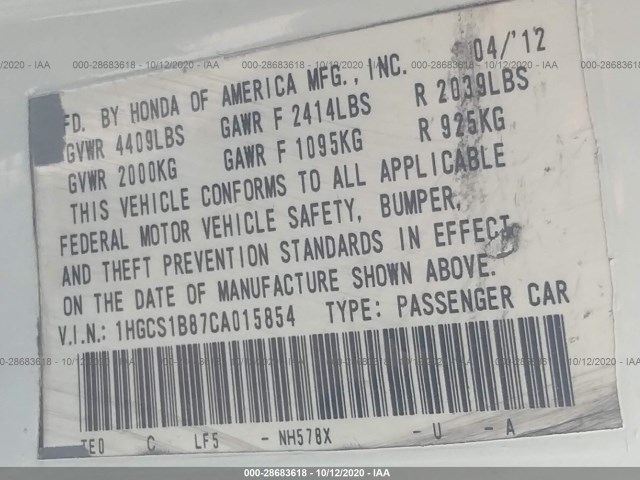 04/'12
FD. BY HONDA OF AMERICA MFG., INC.
GVWR 4409LBS GAWR F 2414LBS R 2039LBS
GVWR 2000KG GAWR F 1095KG R 925KG
THIS VEHICLE CONFORMS TO ALL APPLICABLE
FEDERAL MOTOR VEHICLE SAFETY, BUMPER,
AND THEFT PREVENTION STANDARDS IN EFFECT
ON THE DATE OF MANUFACTURE SHOWN ABOVE.
V.I.N.: 1HGCS1B87CA015854 TYPE: PASSENGER CAR
TE0 C LF5 - NH578X - U - A
000-28683618 - 10/12/2020 - IAA